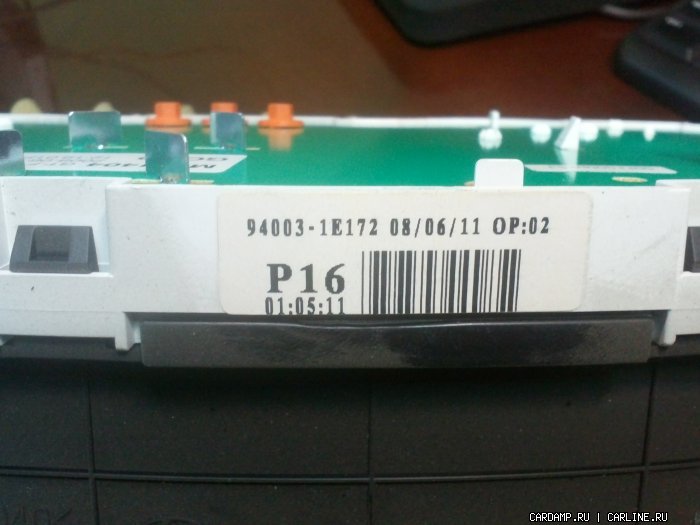 94003-1E172 08/06/11 OP:02
P16
01:05:11
CARDAMP.RU | CARLINE.RU